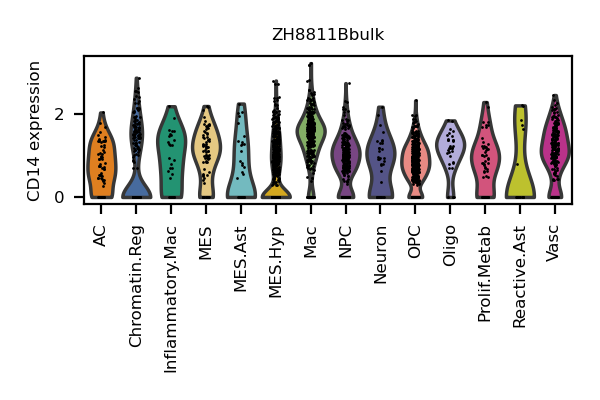 ZH8811Bbulk
CD14 expression
2
0
AC
Chromatin.Reg
Inflammatory.Mac
MES
MES.Ast
MES.Hyp
Mac
NPC
Neuron
OPC
Oligo
Prolif.Metab
Reactive.Ast
Vasc